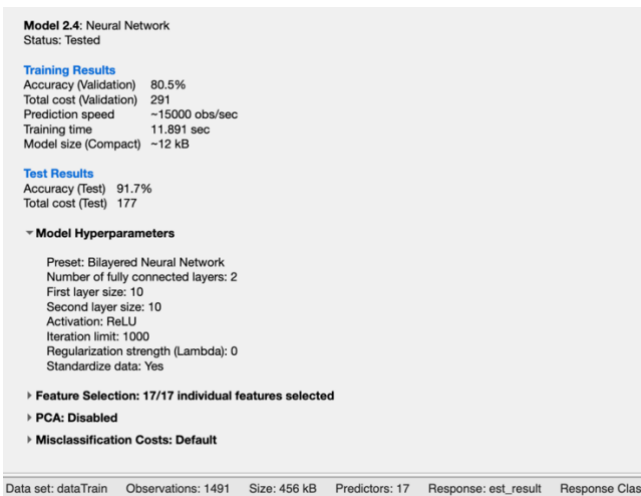 Model 2.4: Neural Network
Status: Tested
Training Results
Accuracy (Validation) 80.5%
Total cost (Validation) 291
Prediction speed ~15000 obs/sec
Training time 11.891 sec
Model size (Compact) ~12 kB
Test Results
Accuracy (Test) 91.7%
Total cost (Test) 177
Model Hyperparameters
Preset: Bilayered Neural Network
Number of fully connected layers: 2
First layer size: 10
Second layer size: 10
Activation: ReLU
Iteration limit: 1000
Regularization strength (Lambda): 0
Standardize data: Yes
Feature Selection: 17/17 individual features selected
PCA: Disabled
Misclassification Costs: Default
Data set: dataTrain Observations: 1491 Size: 456 kB Predictors: 17 Response: est_result Response Clas